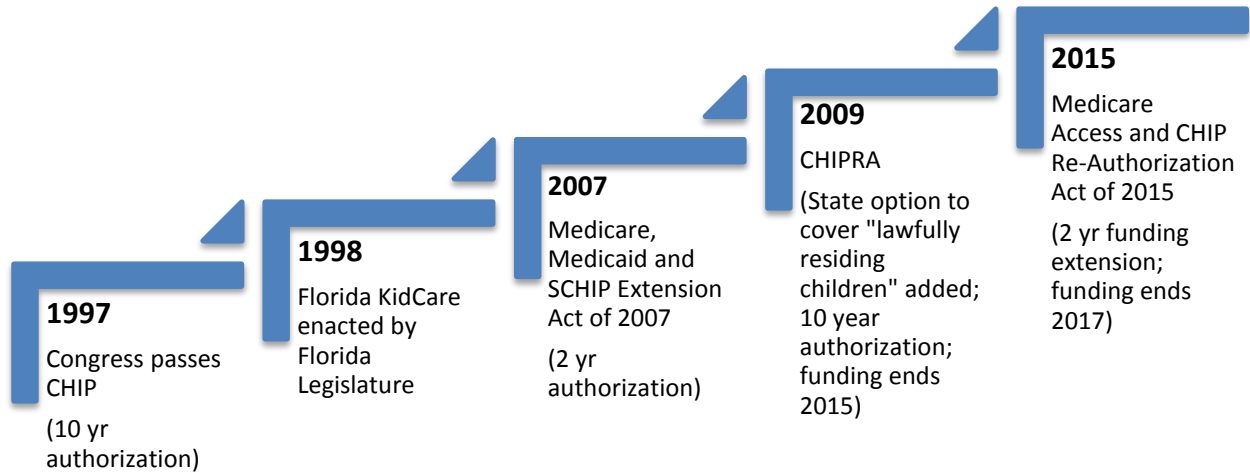 1997
Congress passes
CHIP
(10 yr
authorization)
1998
Florida KidCare
enacted by
Florida
Legislature
2007
Medicare,
Medicaid and
SCHIP Extension
Act of 2007
(2 yr
authorization)
2009
CHIPRA
(State option to
cover "lawfully
residing
children" added;
10 year
authorization;
funding ends
2015)
2015
Medicare
Access and CHIP
Re-Authorization
Act of 2015
(2 yr funding
extension;
funding ends
2017)